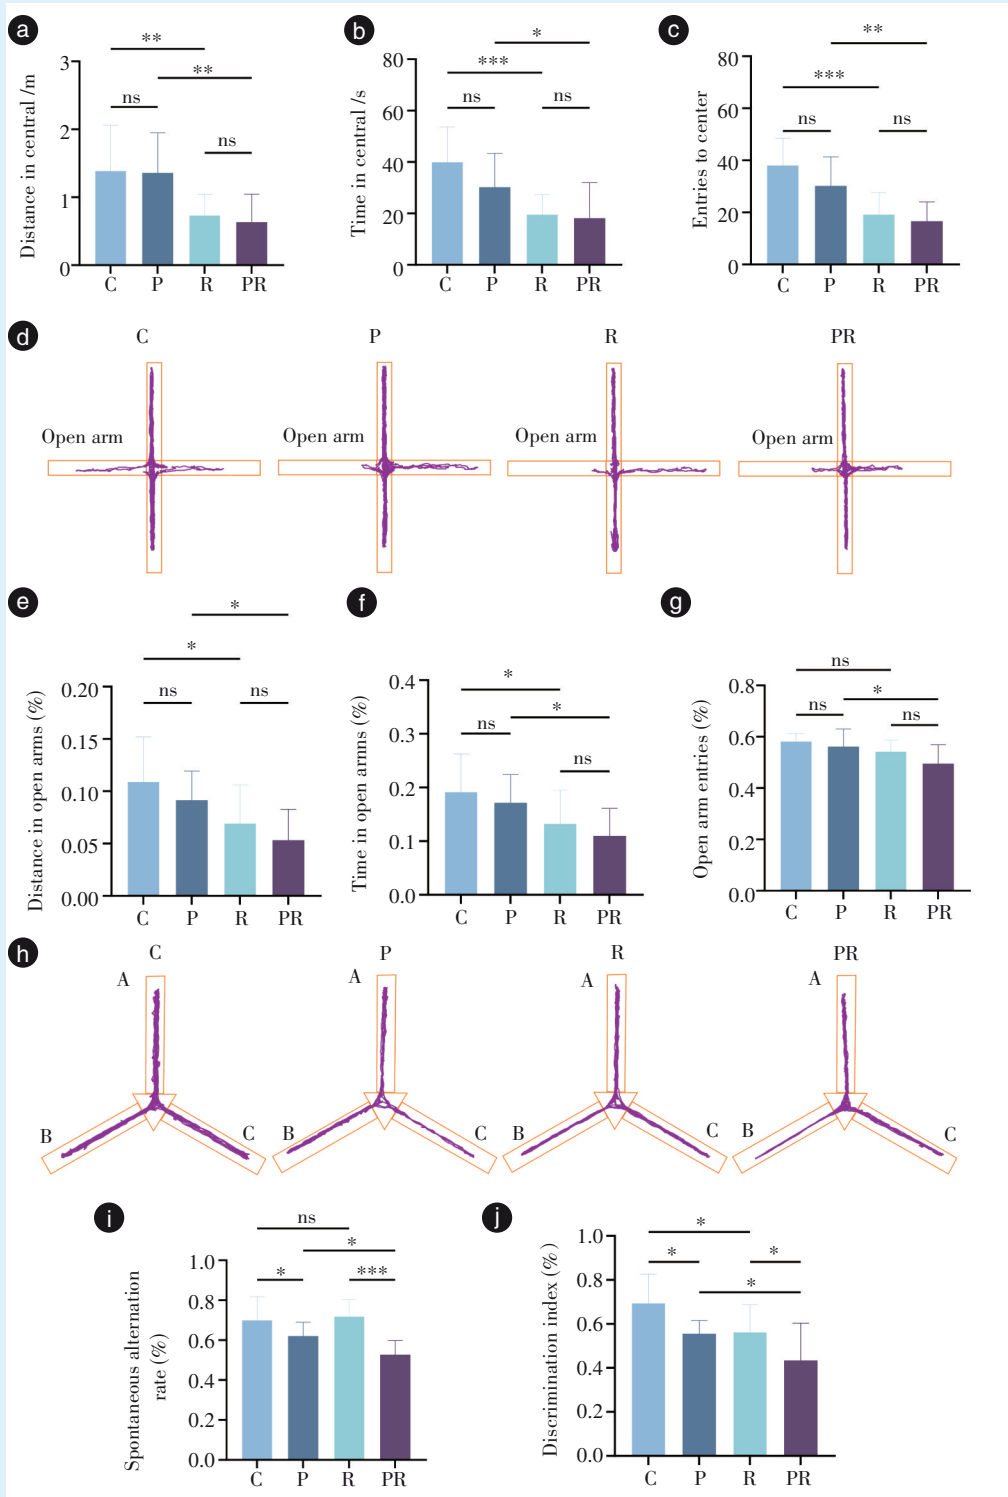 a
Distance in central /m
3
2
1
0
**
**
ns
ns
C P R PR
b
Time in central /s
80
60
40
20
0
*
***
ns
ns
C P R PR
c
Entries to center
80
60
40
20
0
**
***
ns
ns
C P R PR
d
C
P
R
PR
Open arm
Open arm
Open arm
Open arm
e
Distance in open arms (%)
0.20
0.15
0.10
0.05
0.00
*
*
ns
ns
C P R PR
f
Time in open arms (%)
0.4
0.3
0.2
0.1
0.0
*
*
ns
ns
C P R PR
g
Open arm entries (%)
0.8
0.6
0.4
0.2
0.0
ns
*
ns
ns
C P R PR
h
C
A
B
C
P
A
B
C
R
A
B
C
PR
A
B
C
i
Spontaneous alternation
rate (%)
1.0
0.8
0.6
0.4
0.2
0.0
ns
*
*
***
C P R PR
j
Discrimination index (%)
1.0
0.8
0.6
0.4
0.2
0.0
*
*
*
*
C P R PR